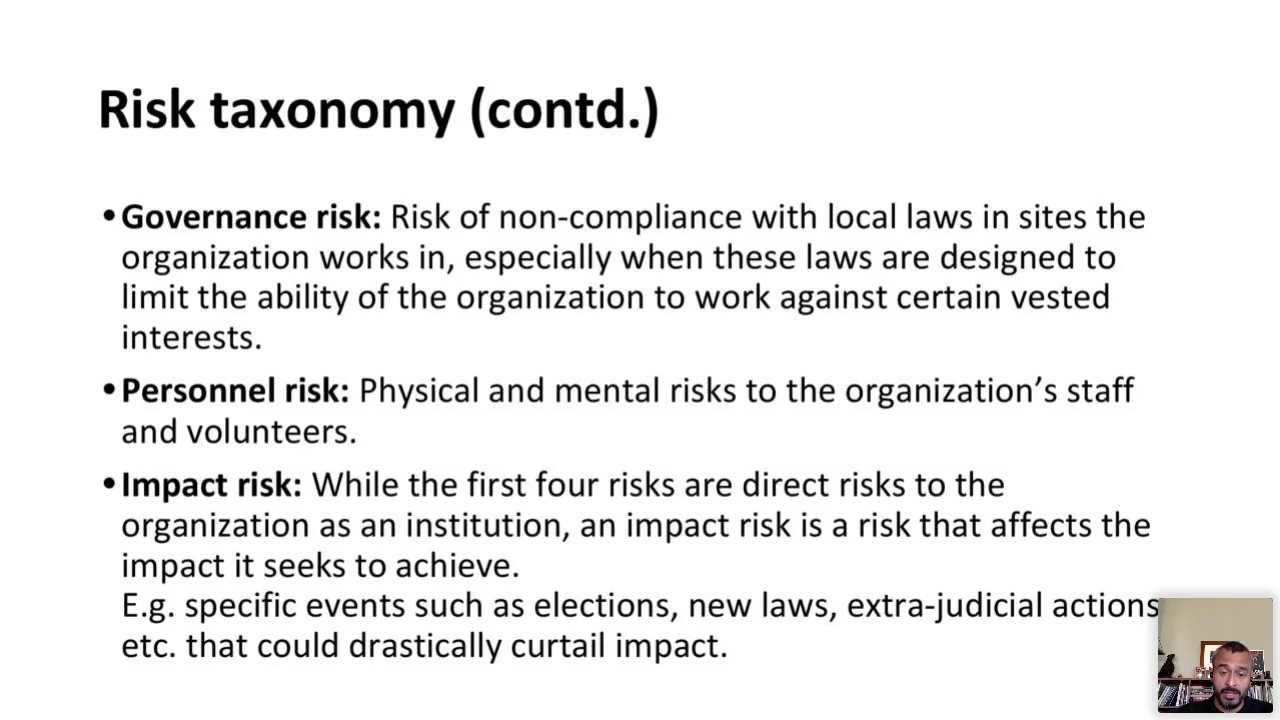 Risk taxonomy (contd.)
•Governance risk: Risk of non-compliance with local laws in sites the
organization works in, especially when these laws are designed to
limit the ability of the organization to work against certain vested
interests.
•Personnel risk: Physical and mental risks to the organization’s staff
and volunteers.
•Impact risk: While the first four risks are direct risks to the
organization as an institution, an impact risk is a risk that affects the
impact it seeks to achieve.
E.g. specific events such as elections, new laws, extra-judicial actions
etc. that could drastically curtail impact.